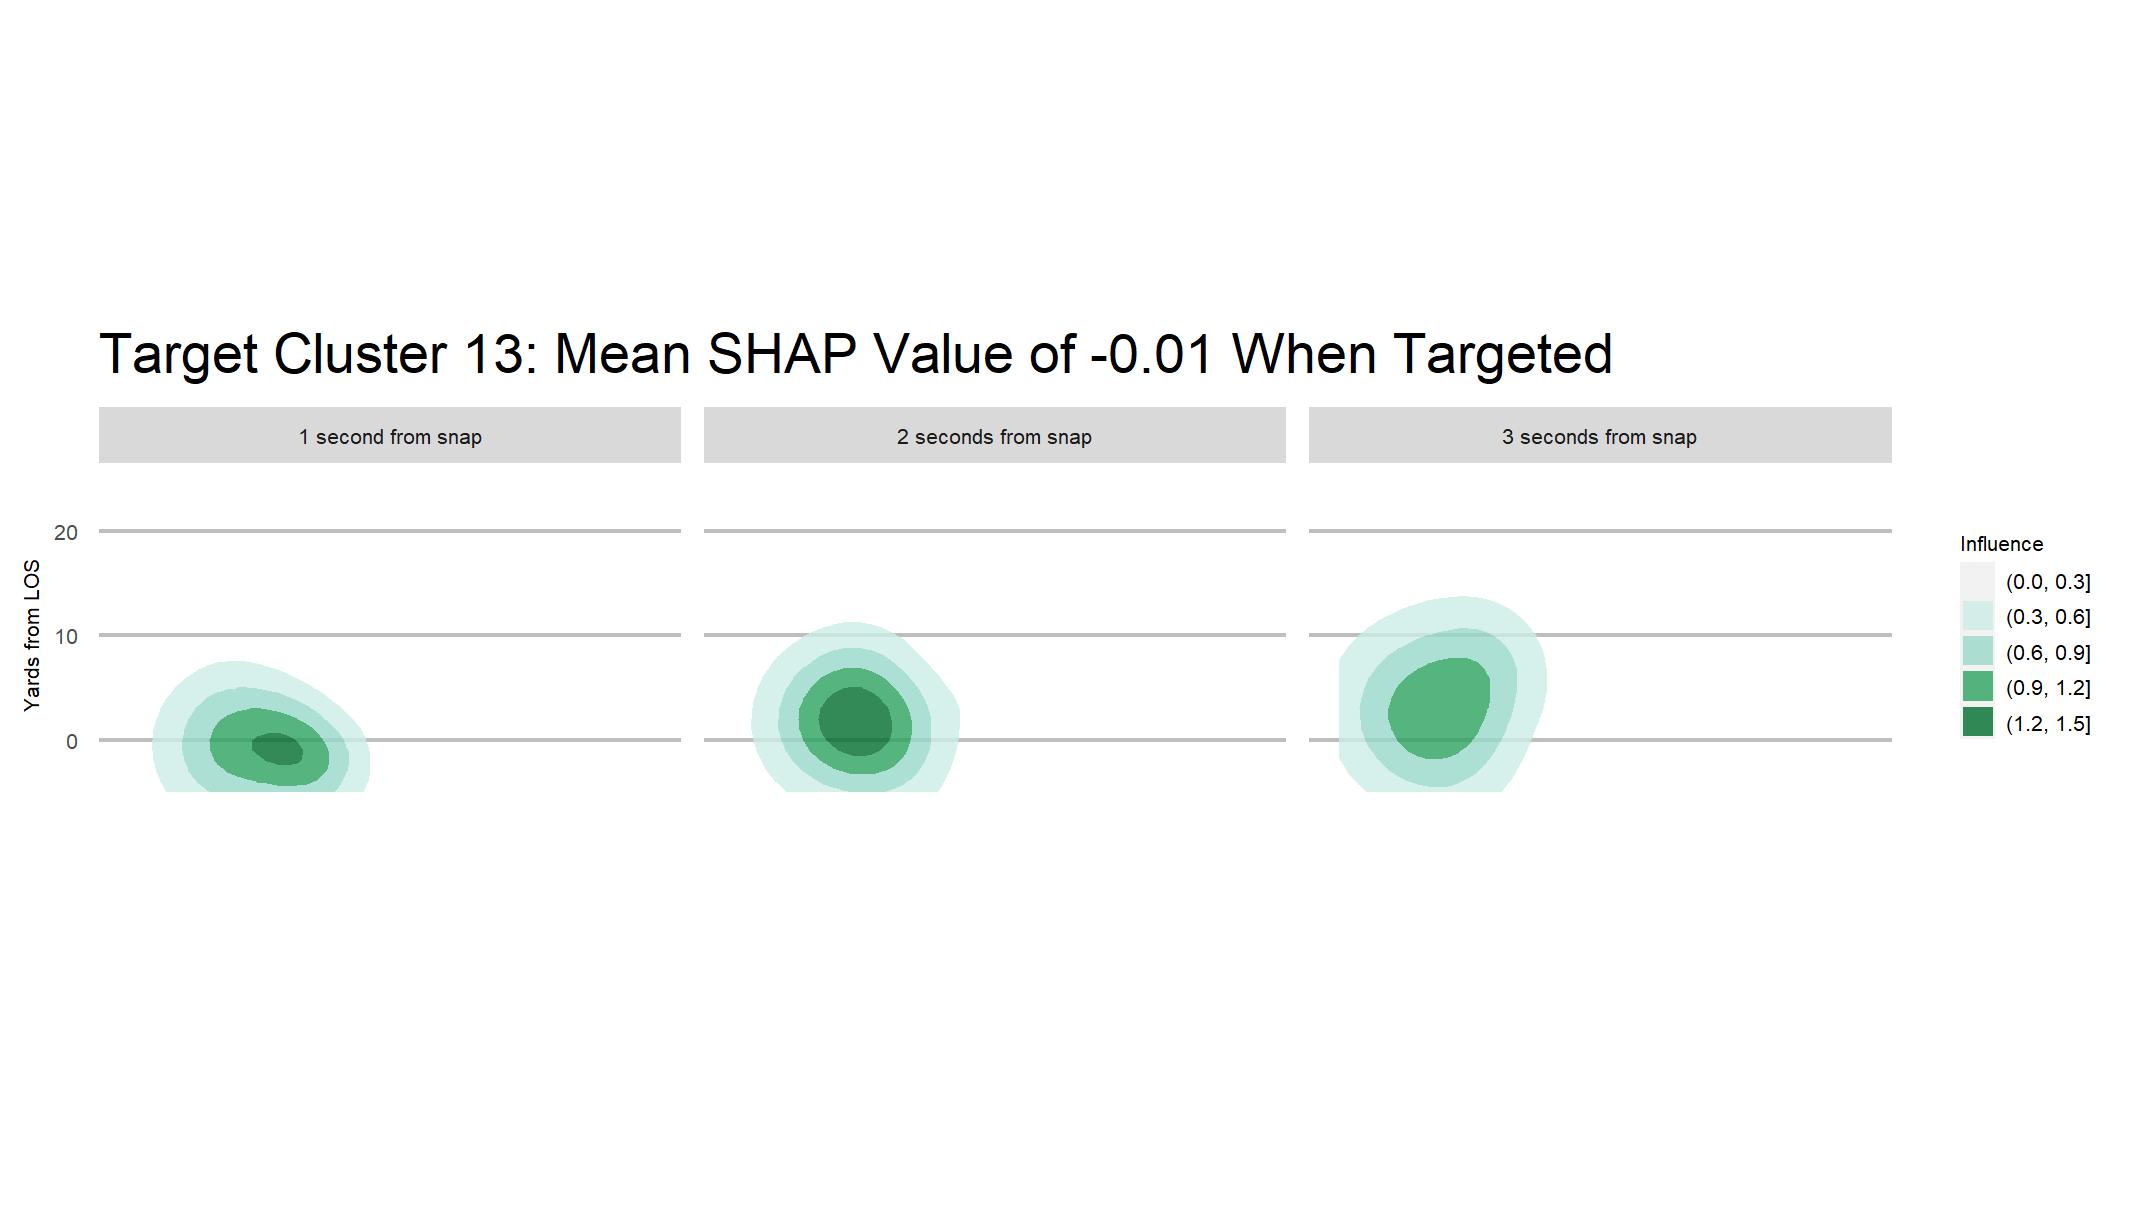 Target Cluster 13: Mean SHAP Value of -0.01 When Targeted
1 second from snap
2 seconds from snap
3 seconds from snap
20
10
0
Yards from LOS
Influence
(0.0, 0.3]
(0.3, 0.6]
(0.6, 0.9]
(0.9, 1.2]
(1.2, 1.5]